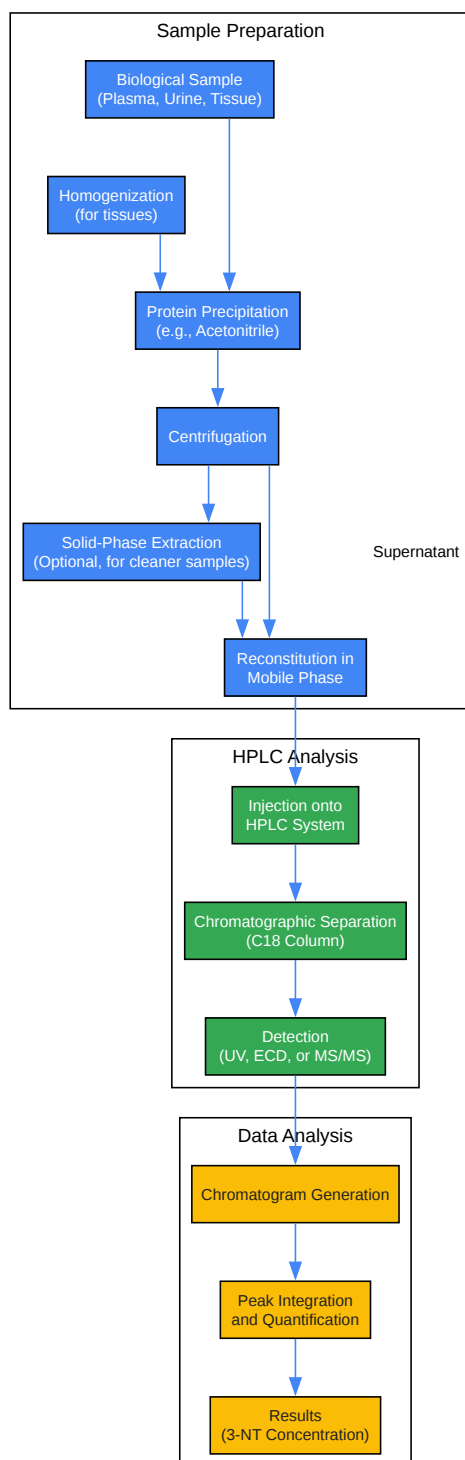 Sample Preparation
Biological Sample
(Plasma, Urine, Tissue)
Homogenization
(for tissues)
Protein Precipitation
(e.g., Acetonitrile)
Centrifugation
Solid-Phase Extraction
(Optional, for cleaner samples)
Supernatant
Reconstitution in
Mobile Phase
HPLC Analysis
Injection onto
HPLC System
Chromatographic Separation
(C18 Column)
Detection
(UV, ECD, or MS/MS)
Data Analysis
Chromatogram Generation
Peak Integration
and Quantification
Results
(3-NT Concentration)